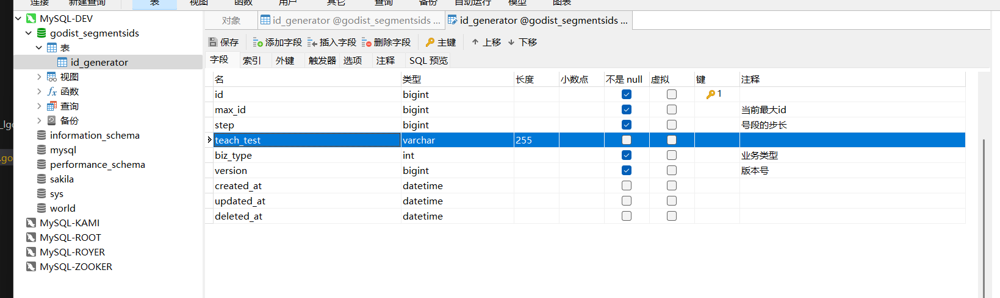 连接 新建查询 表 视图 函数 用户 其它 查询 备份 自动运行 模型 图表
MySQL-DEV
godist_segmentsids
表
id_generator
视图
fx 函数
查询
备份
information_schema
mysql
performance_schema
sakila
sys
world
MySQL-KAMI
MySQL-ROOT
MySQL-ROYER
MySQL-ZOOKER
_lgo
.go
对象 id_generator @godist_segmentsids ... id_generator @godist_segmentsids ...
保存 添加字段 插入字段 删除字段 主键 上移 下移
字段 索引 外键 触发器 选项 注释 SQL 预览
名 类型 长度 小数点 不是 null 虚拟 键 注释
id bigint 1
max_id bigint 当前最大id
step bigint 号段的步长
teach_test varchar 255
biz_type int 业务类型
version bigint 版本号
created_at datetime
updated_at datetime
deleted_at datetime